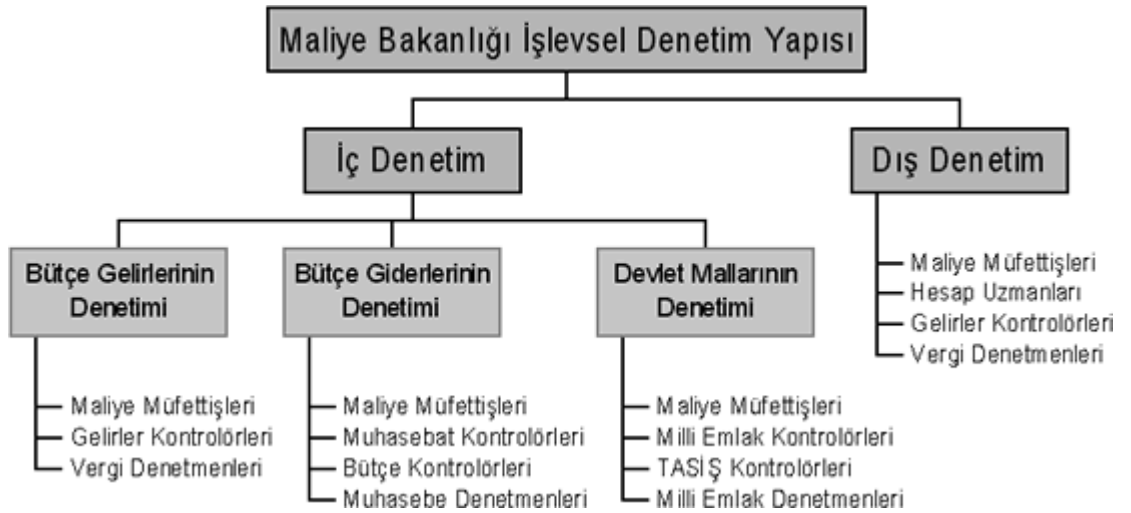 Maliye Bakanlığı İşlevsel Denetim Yapısı
İç Denetim
Dış Denetim
Bütçe Gelirlerinin
Denetimi
Maliye Müfettişleri
Gelirler Kontrolörleri
Vergi Denetmenleri
Bütçe Giderlerinin
Denetimi
Maliye Müfettişleri
Muhasebat Kontrolörleri
Bütçe Kontrolörleri
Muhasebe Denetmenleri
Devlet Mallarının
Denetimi
Maliye Müfettişleri
Milli Emlak Kontrolörleri
TASİŞ Kontrolörleri
Milli Emlak Denetmenleri
Maliye Müfettişleri
Hesap Uzmanları
Gelirler Kontrolörleri
Vergi Denetmenleri